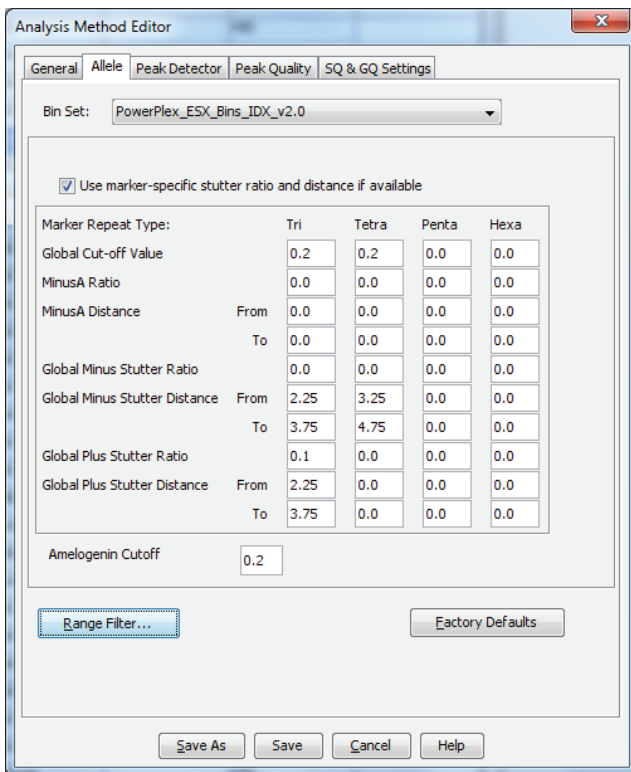 Analysis Method Editor
General Allele Peak Detector Peak Quality SQ & GQ Settings
Bin Set: PowerPlex_ESX_Bins_IDX_v2.0
Use marker-specific stutter ratio and distance if available
Marker Repeat Type: Tri Tetra Penta Hexa
Global Cut-off Value 0.2 0.2 0.0 0.0
MinusA Ratio 0.0 0.0 0.0 0.0
MinusA Distance From 0.0 0.0 0.0 0.0
To 0.0 0.0 0.0 0.0
Global Minus Stutter Ratio 0.0 0.0 0.0 0.0
Global Minus Stutter Distance From 2.25 3.25 0.0 0.0
To 3.75 4.75 0.0 0.0
Global Plus Stutter Ratio 0.1 0.0 0.0 0.0
Global Plus Stutter Distance From 2.25 0.0 0.0 0.0
To 3.75 0.0 0.0 0.0
Amelogenin Cutoff 0.2
Range Filter... Factory Defaults
Save As Save Cancel Help